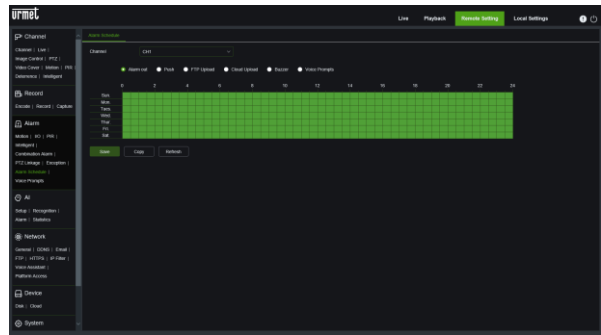 urmet
Live Playback Remote Setting Local Settings
Channel
Channel | Live |
Image Control | PTZ |
Video Cover | Motion | PIR |
Deterrence | Intelligent
Record
Encode | Record | Capture
Alarm
Motion | I/O | PIR |
Intelligent |
Combination Alarm |
PTZ Linkage | Exception |
Alarm Schedule |
Voice Prompts
AI
Setup | Recognition |
Alarm | Statistics
Network
General | DDNS | Email |
FTP | HTTPS | IP Filter |
Voice Assistant |
Platform Access
Device
Disk | Cloud
System
Alarm Schedule
Channel CH1
Alarm out Push FTP Upload Cloud Upload Buzzer Voice Prompts
0 2 4 6 8 10 12 14 16 18 20 22 24
Sun
Mon
Tues
Wed
Thur
Fri
Sat
Save Copy Refresh